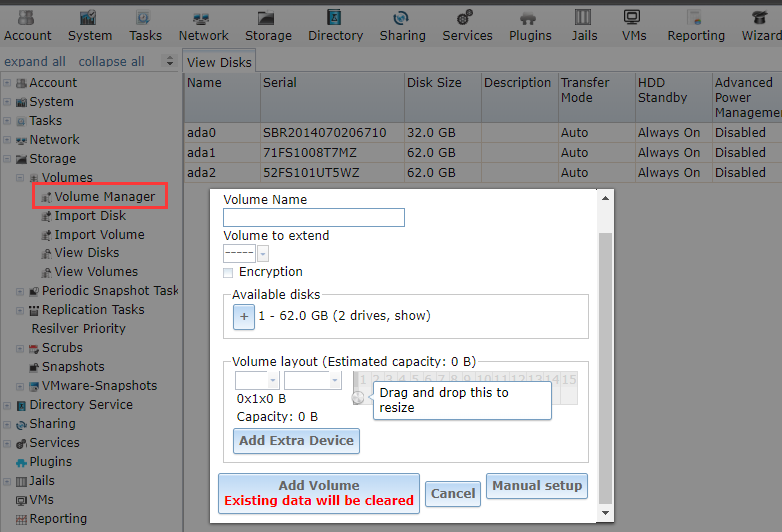 Account System Tasks Network Storage Directory Sharing Services Plugins Jails VMs Reporting Wizard
expand all collapse all
View Disks
Name Serial Disk Size Description Transfer Mode HDD Standby Advanced Power Management
ada0 SBR2014070206710 32.0 GB Auto Always On Disabled
ada1 71FS1008T7MZ 62.0 GB Auto Always On Disabled
ada2 52FS101UT5WZ 62.0 GB Auto Always On Disabled
Account
System
Tasks
Network
Storage
Volumes
Volume Manager
Import Disk
Import Volume
View Disks
View Volumes
Periodic Snapshot Task
Replication Tasks
Resilver Priority
Scrubs
Snapshots
VMware-Snapshots
Directory Service
Sharing
Services
Plugins
Jails
VMs
Reporting
Volume Name
Volume to extend
-----
Encryption
Available disks
+ 1 - 62.0 GB (2 drives, show)
Volume layout (Estimated capacity: 0 B)
1 2 3 4 5 6 7 8 9 10 11 12 13 14 15
0x1x0 B
Capacity: 0 B
Drag and drop this to
resize
Add Extra Device
Add Volume
Existing data will be cleared
Cancel
Manual setup